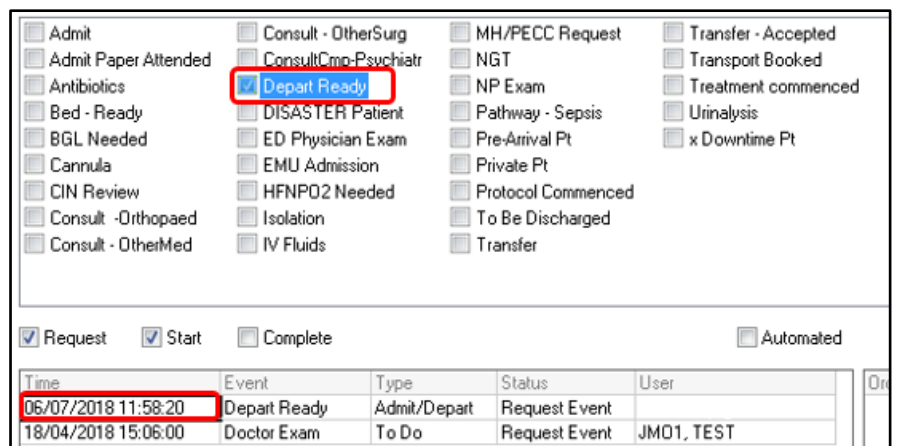 Admit Consult - OtherSurg MH/PECC Request Transfer - Accepted
Admit Paper Attended ConsultCmp-Psychiatr NGT Transport Booked
Antibiotics Depart Ready NP Exam Treatment commenced
Bed - Ready DISASTER Patient Pathway - Sepsis Urinalysis
BGL Needed ED Physician Exam Pre-Arrival Pt x Downtime Pt
Cannula EMU Admission Private Pt
CIN Review HFNPO2 Needed Protocol Commenced
Consult -Orthopaed Isolation To Be Discharged
Consult - OtherMed IV Fluids Transfer
Request Start Complete Automated
Time Event Type Status User
06/07/2018 11:58:20 Depart Ready Admit/Depart Request Event
18/04/2018 15:06:00 Doctor Exam To Do Request Event JMO1, TEST